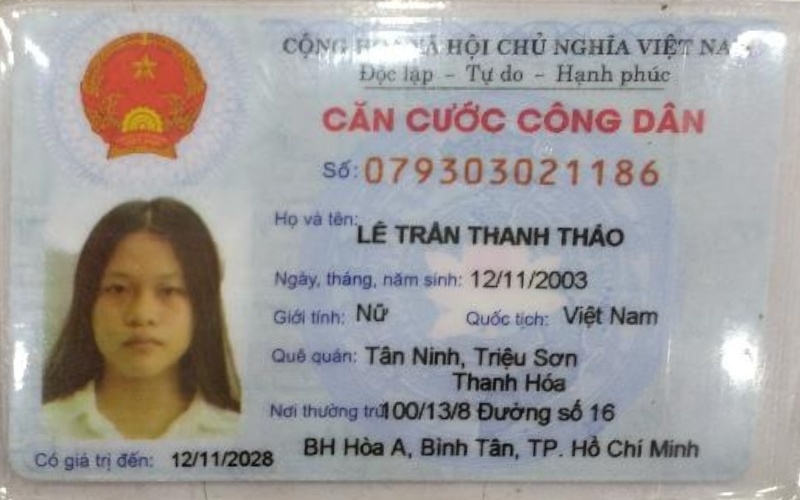 CỘNG HOÀ XÃ HỘI CHỦ NGHĨA VIỆT NAM
Độc lập - Tự do - Hạnh phúc
CĂN CƯỚC CÔNG DÂN
Số: 079303021186
Họ và tên: LÊ TRẦN THANH THẢO
Ngày, tháng, năm sinh: 12/11/2003
Giới tính: Nữ Quốc tịch: Việt Nam
Quê quán: Tân Ninh, Triệu Sơn
Thanh Hóa
Nơi thường trú: 100/13/8 Đường số 16
BH Hòa A, Bình Tân, TP. Hồ Chí Minh
Có giá trị đến: 12/11/2028